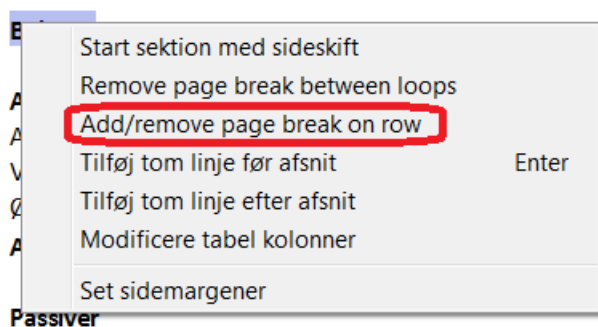 Start sektion med sideskift
Remove page break between loops
Add/remove page break on row
Tilføj tom linje før afsnit Enter
Tilføj tom linje efter afsnit
Modificere tabel kolonner
Set sidemargener
Passiver